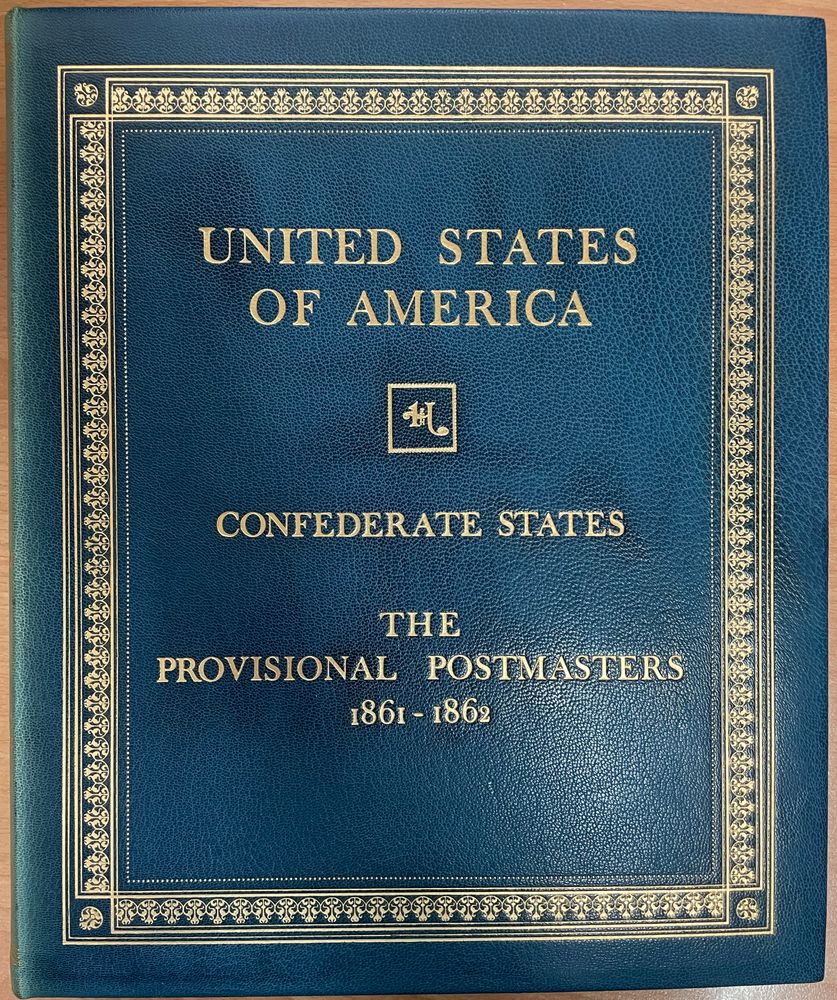 UNITED STATES
OF AMERICA
H
CONFEDERATE STATES
THE
PROVISIONAL POSTMASTERS
1861 - 1862